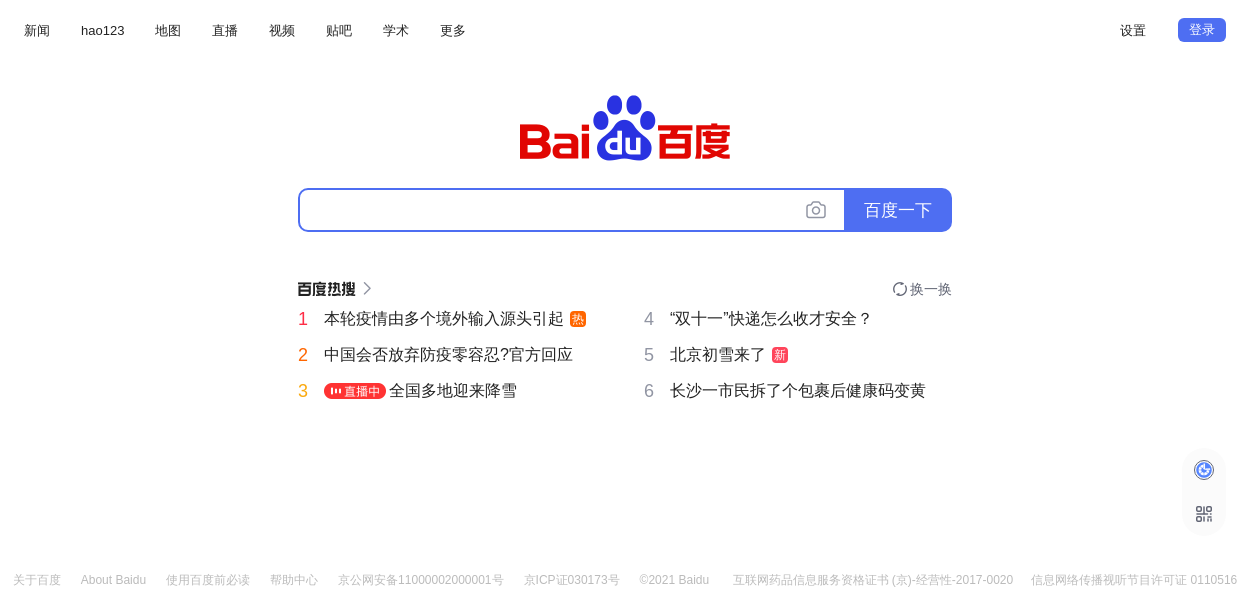 新闻 hao123 地图 直播 视频 贴吧 学术 更多 设置 登录
Bai du 百度
百度一下
百度热搜 换一换
1 本轮疫情由多个境外输入源头引起 热
4 “双十一”快递怎么收才安全？
2 中国会否放弃防疫零容忍?官方回应
5 北京初雪来了 新
3 直播中 全国多地迎来降雪
6 长沙一市民拆了个包裹后健康码变黄
关于百度 About Baidu 使用百度前必读 帮助中心 京公网安备11000002000001号 京ICP证030173号 ©2021 Baidu 互联网药品信息服务资格证书 (京)-经营性-2017-0020 信息网络传播视听节目许可证 0110516